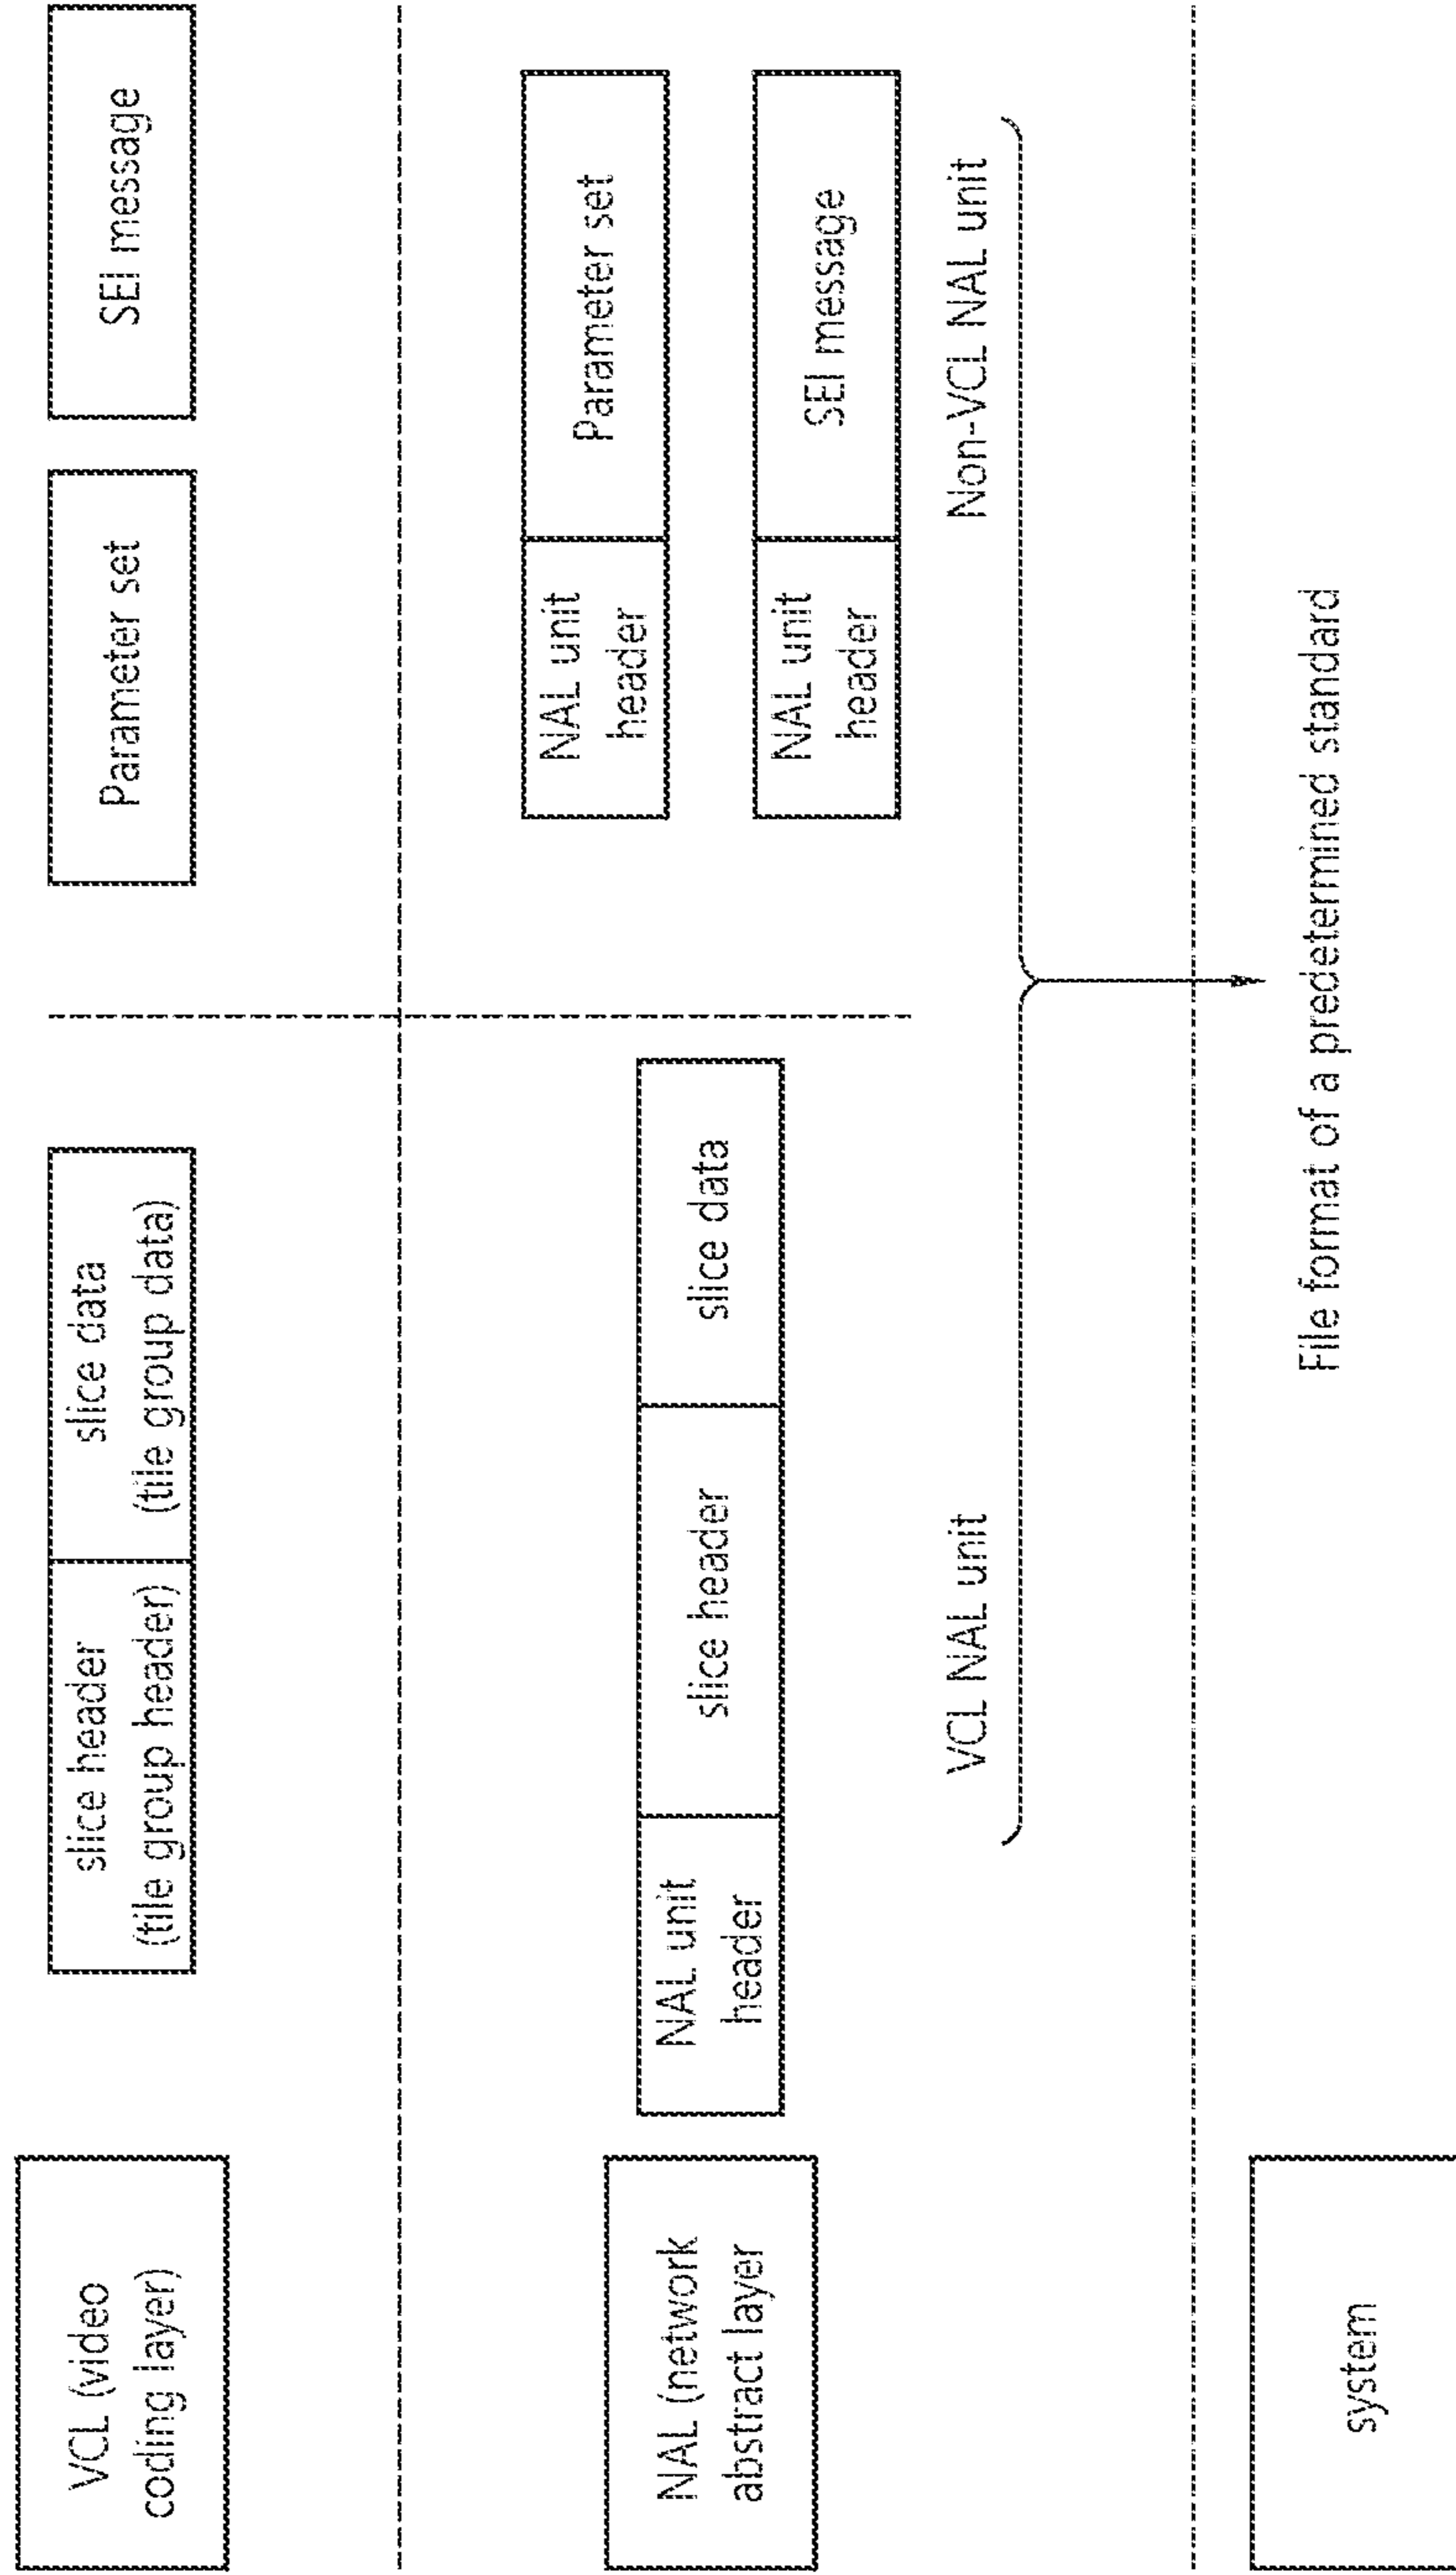 VCL (video
coding layer)
slice header
(tile group header)
slice data
(tile group data)
Parameter set
SEI message
NAL (network
abstract layer
NAL unit
header
slice header
slice data
NAL unit
header
Parameter set
NAL unit
header
SEI message
VCL NAL unit
Non-VCL NAL unit
system
File format of a predetermined standard